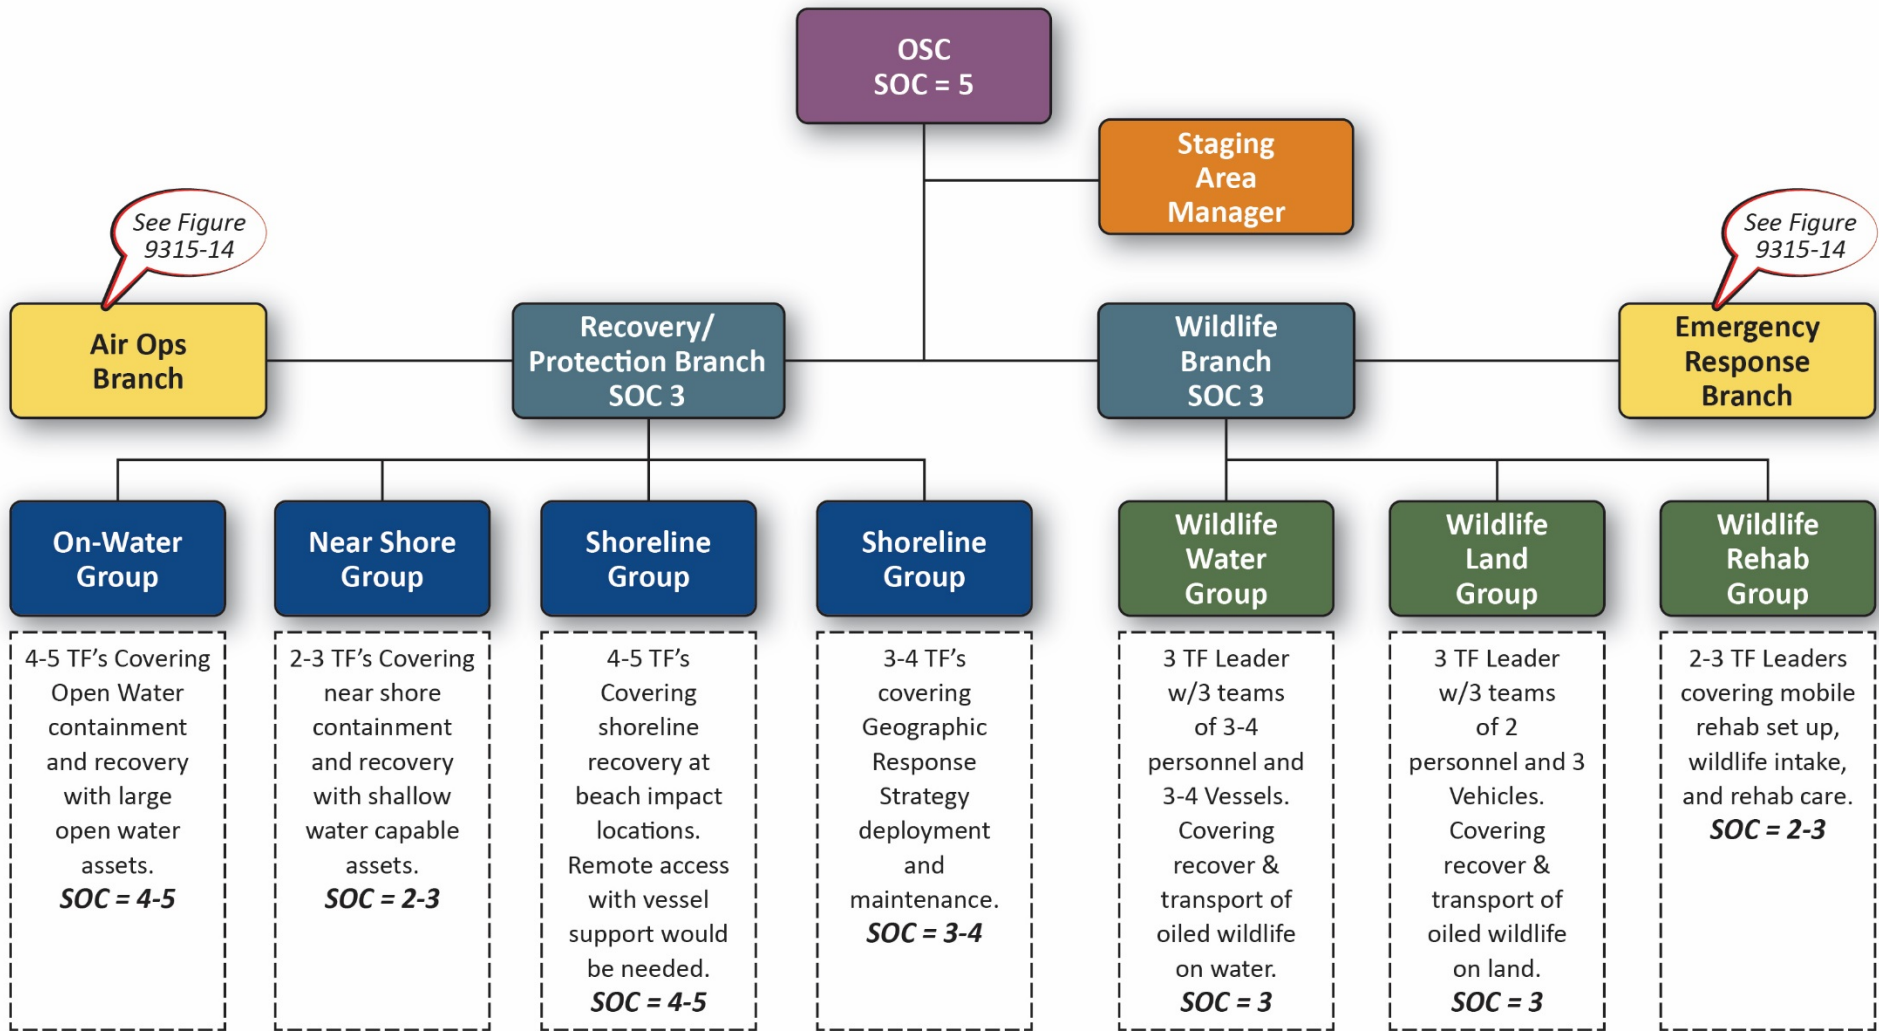 OSC
SOC = 5
Staging
Area
Manager
See Figure
9315-14
See Figure
9315-14
Air Ops
Branch
Recovery/
Protection Branch
SOC 3
Wildlife
Branch
SOC 3
Emergency
Response
Branch
On-Water
Group
Near Shore
Group
Shoreline
Group
Shoreline
Group
Wildlife
Water
Group
Wildlife
Land
Group
Wildlife
Rehab
Group
4-5 TF’s Covering
Open Water
containment
and recovery
with large
open water
assets.
SOC = 4-5
2-3 TF’s Covering
near shore
containment
and recovery
with shallow
water capable
assets.
SOC = 2-3
4-5 TF’s
Covering
shoreline
recovery at
beach impact
locations.
Remote access
with vessel
support would
be needed.
SOC = 4-5
3-4 TF’s
covering
Geographic
Response
Strategy
deployment
and
maintenance.
SOC = 3-4
3 TF Leader
w/3 teams
of 3-4
personnel and
3-4 Vessels.
Covering
recover &
transport of
oiled wildlife
on water.
SOC = 3
3 TF Leader
w/3 teams
of 2
personnel and 3
Vehicles.
Covering
recover &
transport of
oiled wildlife
on land.
SOC = 3
2-3 TF Leaders
covering mobile
rehab set up,
wildlife intake,
and rehab care.
SOC = 2-3